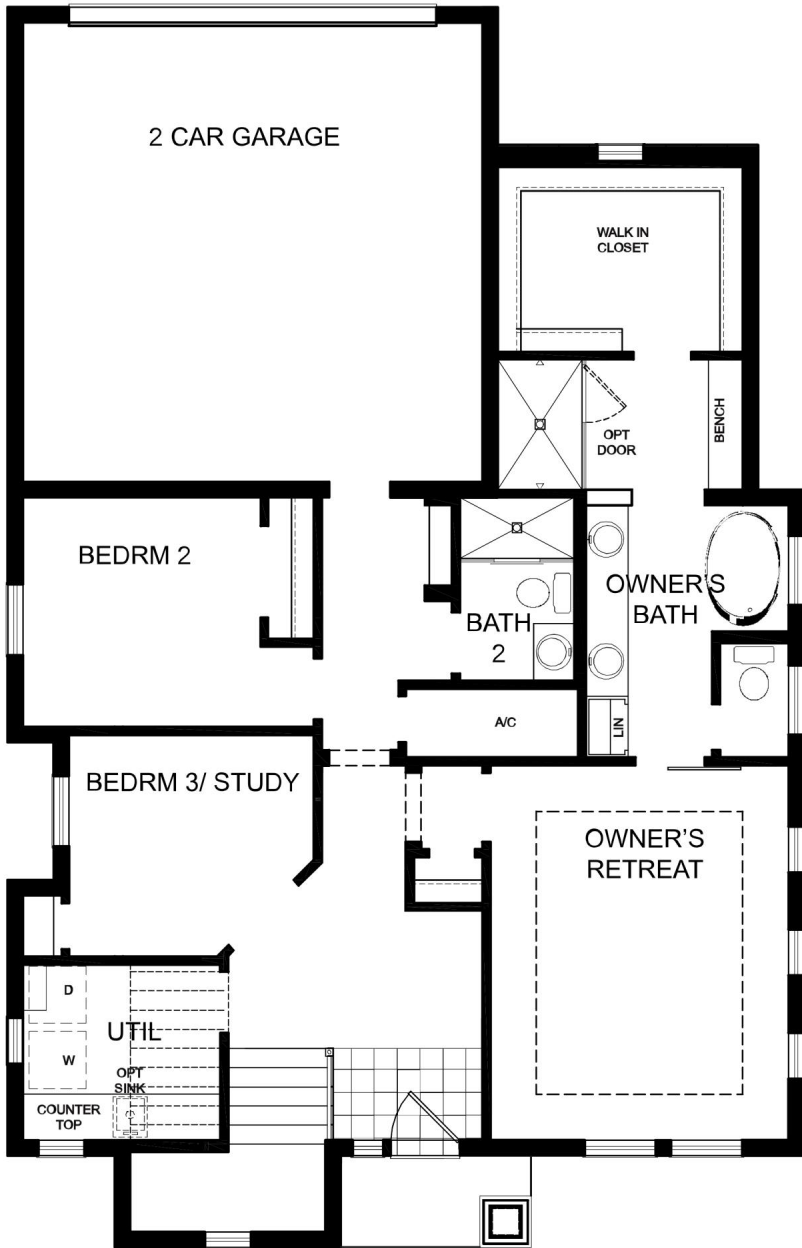 2 CAR GARAGE
WALK IN
CLOSET
OPT
DOOR
BENCH
BEDRM 2
BATH
2
OWNER'S
BATH
A/C
LIN
BEDRM 3/ STUDY
OWNER'S
RETREAT
D
UTIL
W
OPT
SINK
COUNTER
TOP